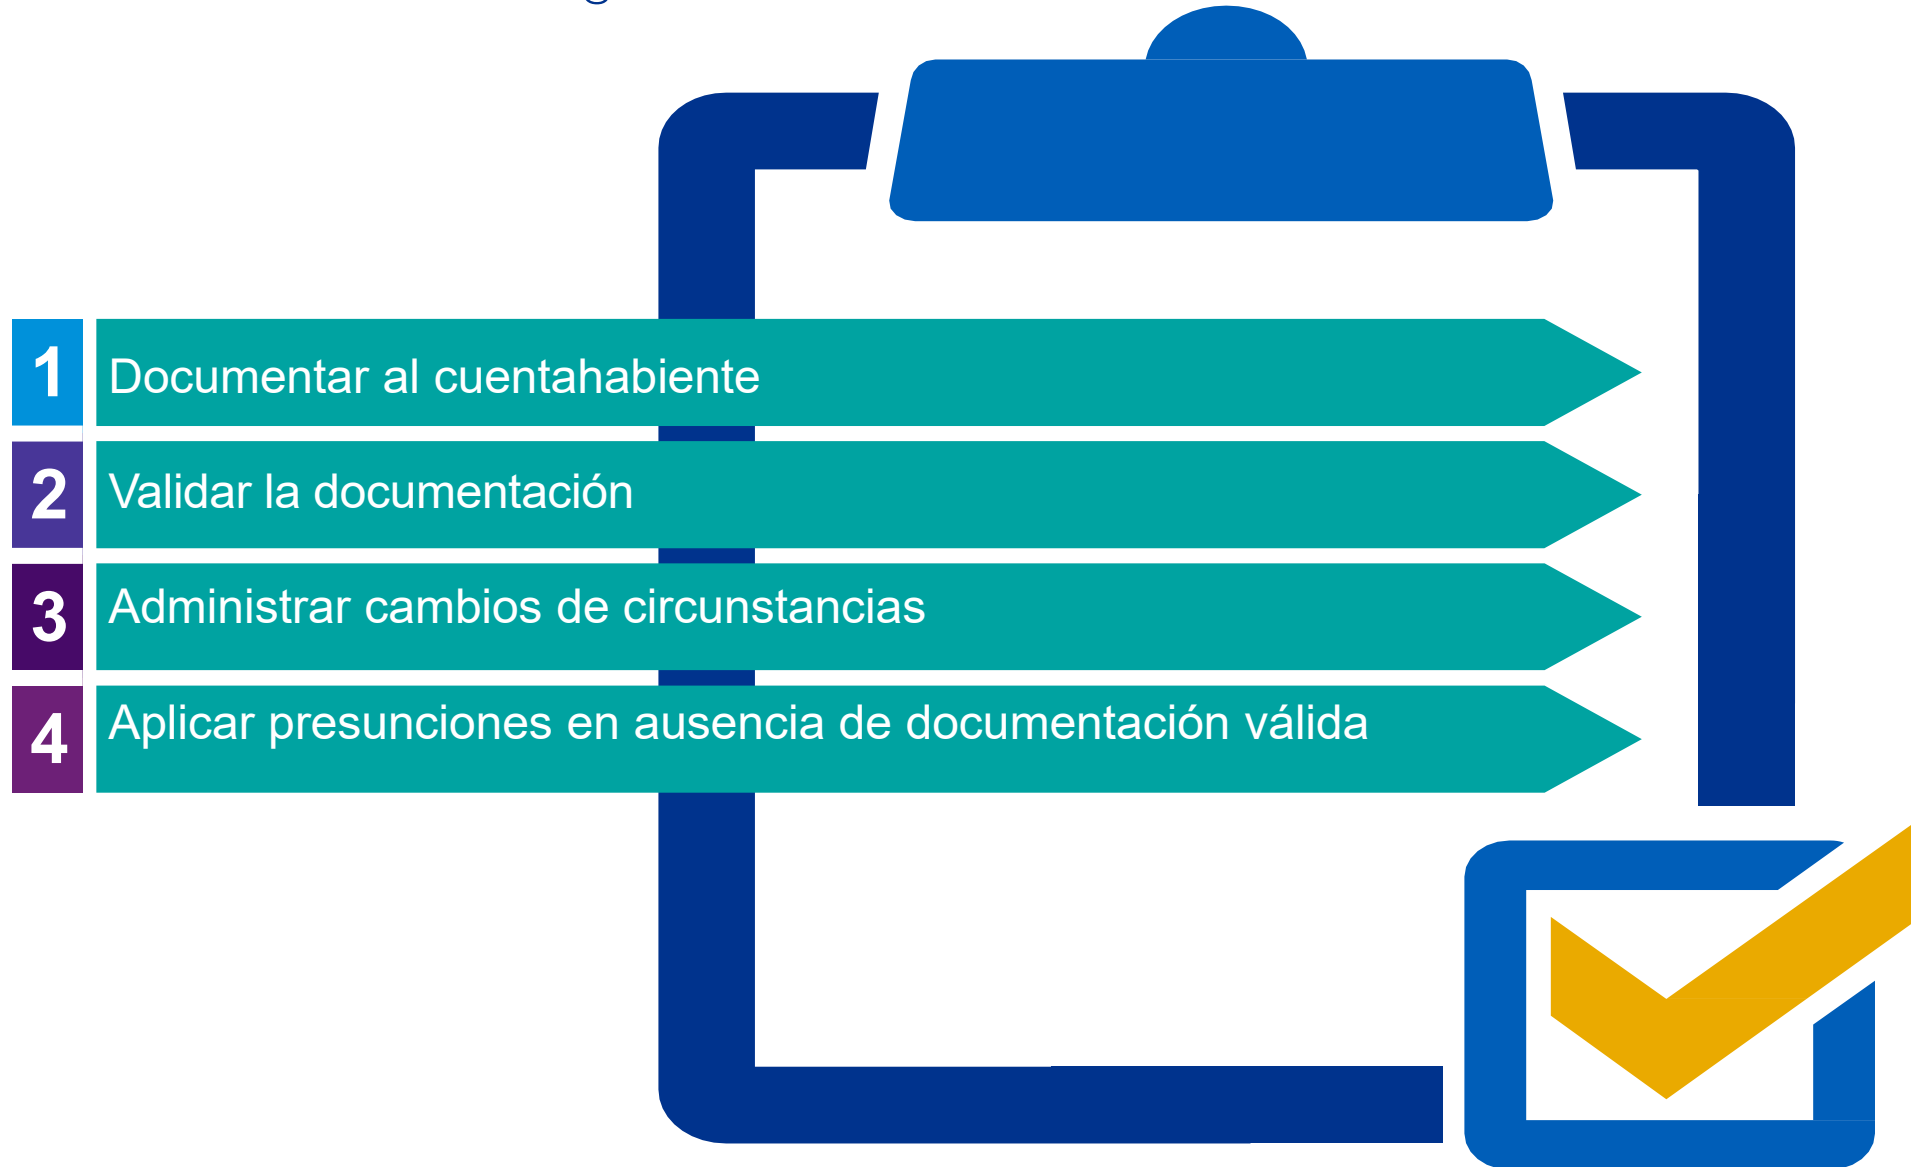 1
Documentar al cuentahabiente
2
Validar la documentación
3
Administrar cambios de circunstancias
4
Aplicar presunciones en ausencia de documentación válida